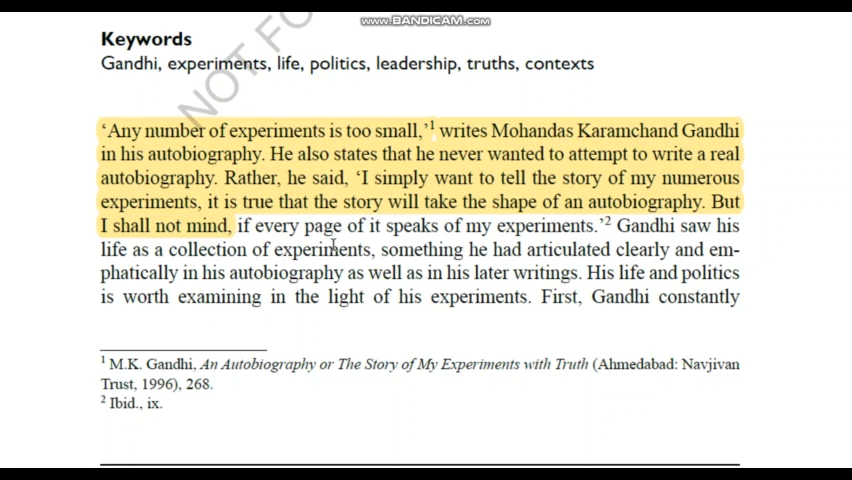 www.BANDICAM.com
NOT FO
Keywords
Gandhi, experiments, life, politics, leadership, truths, contexts
‘Any number of experiments is too small,’1 writes Mohandas Karamchand Gandhi
in his autobiography. He also states that he never wanted to attempt to write a real
autobiography. Rather, he said, ‘I simply want to tell the story of my numerous
experiments, it is true that the story will take the shape of an autobiography. But
I shall not mind, if every page of it speaks of my experiments.’2 Gandhi saw his
life as a collection of experiments, something he had articulated clearly and em-
phatically in his autobiography as well as in his later writings. His life and politics
is worth examining in the light of his experiments. First, Gandhi constantly
1 M.K. Gandhi, An Autobiography or The Story of My Experiments with Truth (Ahmedabad: Navjivan
Trust, 1996), 268.
2 Ibid., ix.